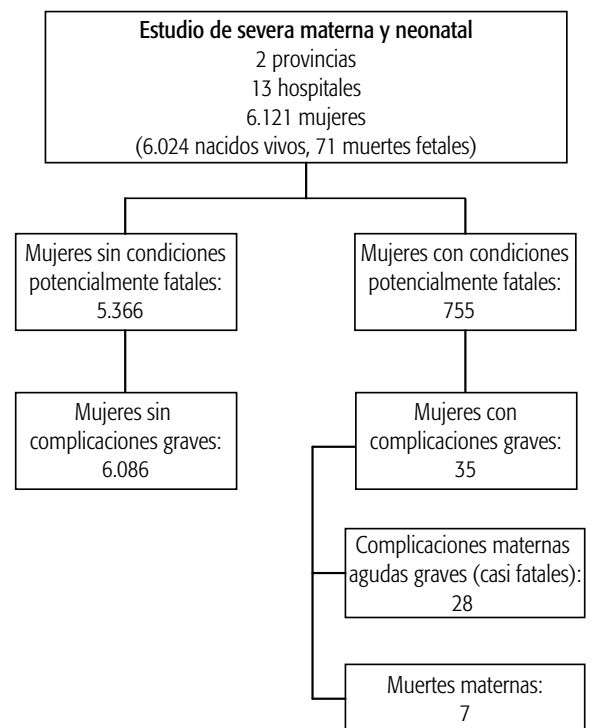 Estudio de severa materna y neonatal
2 provincias
13 hospitales
6.121 mujeres
(6.024 nacidos vivos, 71 muertes fetales)
Mujeres sin condiciones
potencialmente fatales:
5.366
Mujeres con condiciones
potencialmente fatales:
755
Mujeres sin
complicaciones graves:
6.086
Mujeres con
complicaciones graves:
35
Complicaciones maternas
agudas graves (casi fatales):
28
Muertes maternas:
7